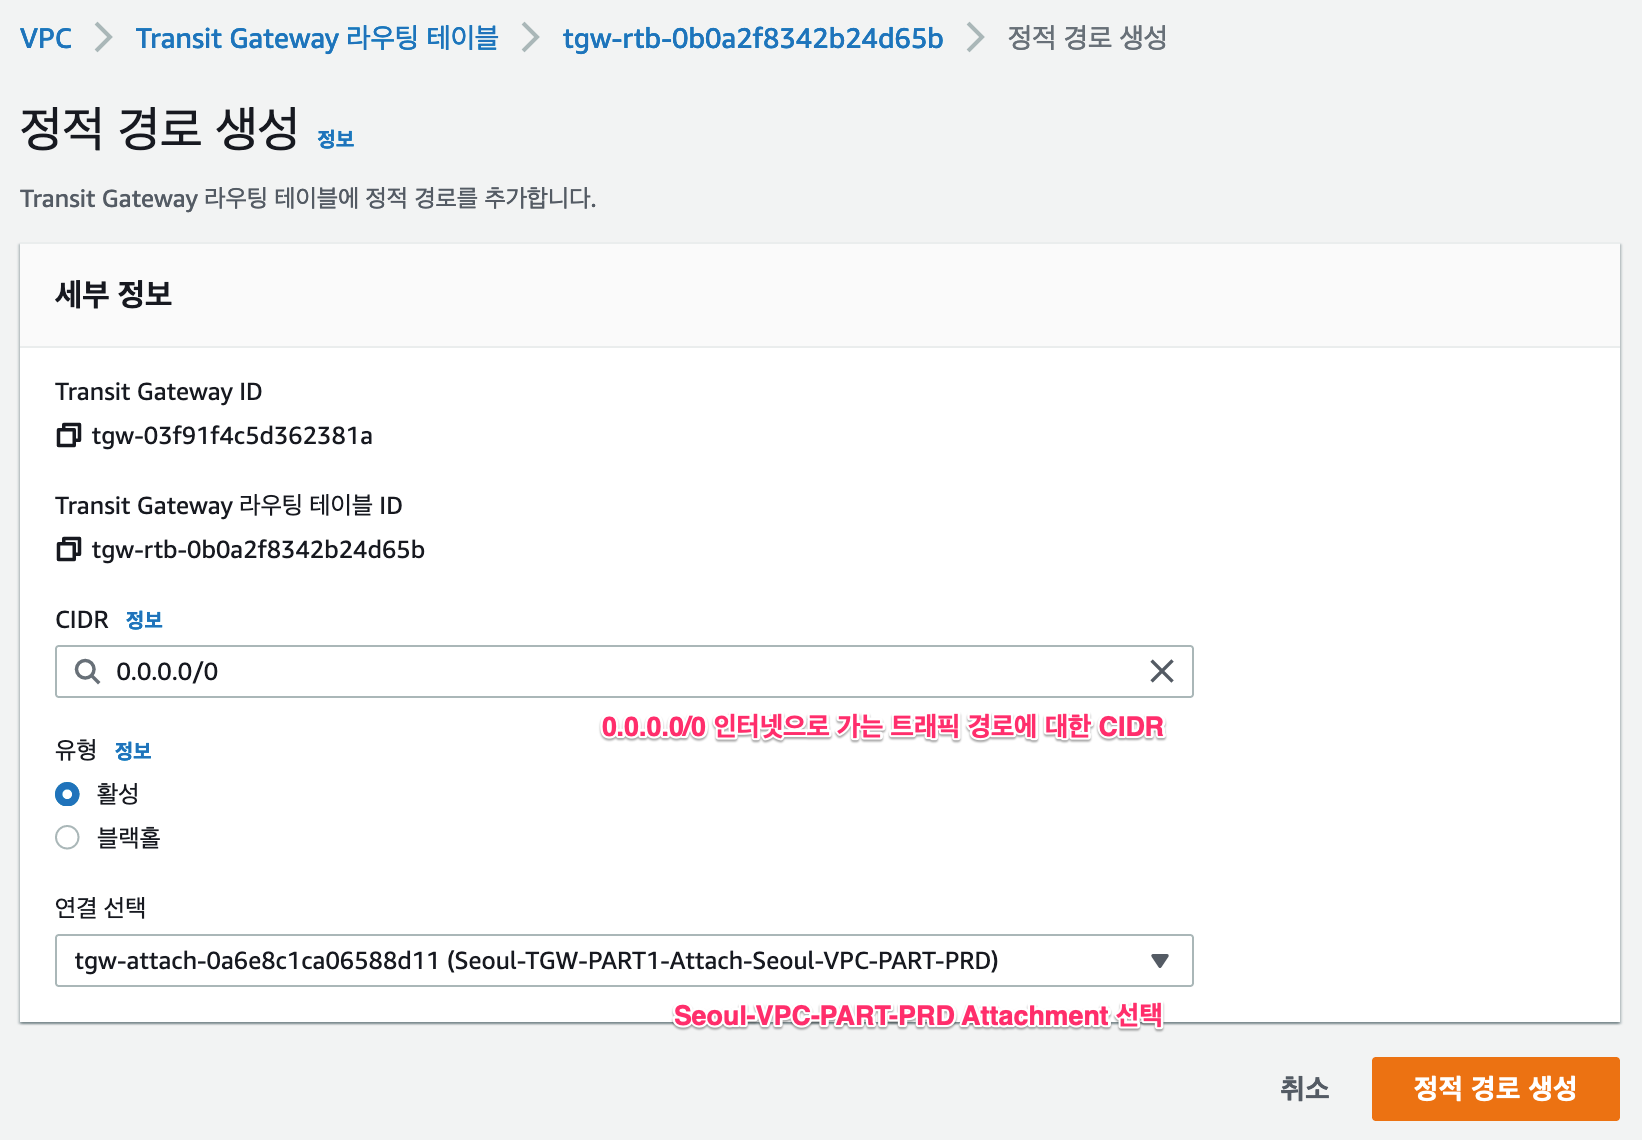 VPC > Transit Gateway 라우팅 테이블 > tgw-rtb-0b0a2f8342b24d65b > 정적 경로 생성
정적 경로 생성 정보
Transit Gateway 라우팅 테이블에 정적 경로를 추가합니다.
세부 정보
Transit Gateway ID
tgw-03f91f4c5d362381a
Transit Gateway 라우팅 테이블 ID
tgw-rtb-0b0a2f8342b24d65b
CIDR 정보
0.0.0.0/0
0.0.0.0/0 인터넷으로 가는 트래픽 경로에 대한 CIDR
유형 정보
활성
블랙홀
연결 선택
tgw-attach-0a6e8c1ca06588d11 (Seoul-TGW-PART1-Attach-Seoul-VPC-PART-PRD)
Seoul-VPC-PART-PRD Attachment 선택
취소 정적 경로 생성